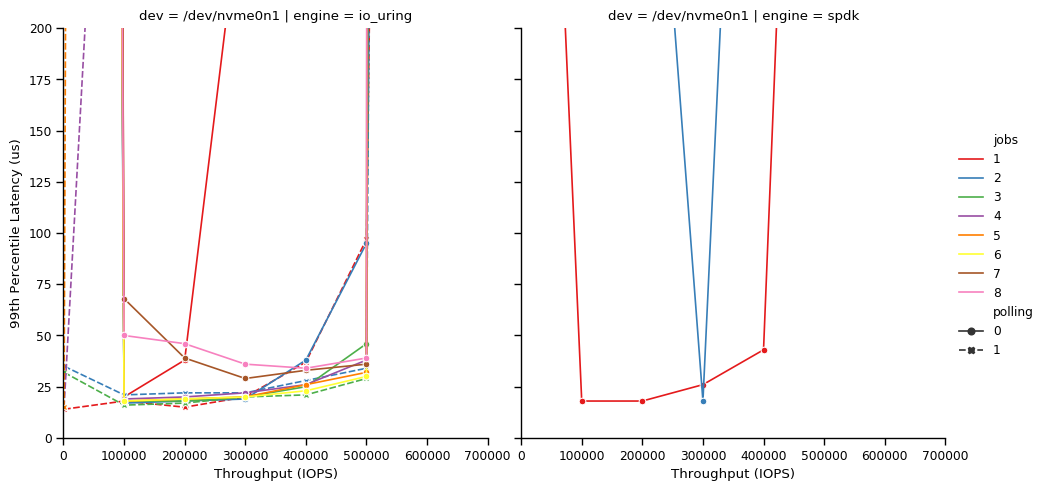 dev = /dev/nvme0n1 | engine = io_uring
dev = /dev/nvme0n1 | engine = spdk
99th Percentile Latency (us)
200
175
150
125
100
75
50
25
0
0 100000 200000 300000 400000 500000 600000 700000
0 100000 200000 300000 400000 500000 600000 700000
Throughput (IOPS)
Throughput (IOPS)
jobs
1
2
3
4
5
6
7
8
polling
0
1